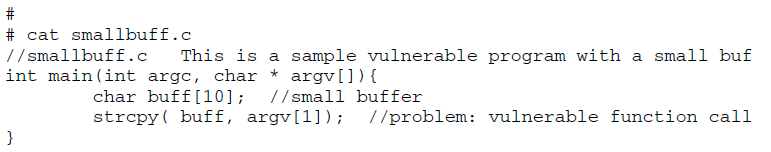 #
# cat smallbuff.c
//smallbuff.c   This is a sample vulnerable program with a small buf
int main(int argc, char * argv[]){
        char buff[10];  //small buffer
        strcpy( buff, argv[1]);  //problem: vulnerable function call
}